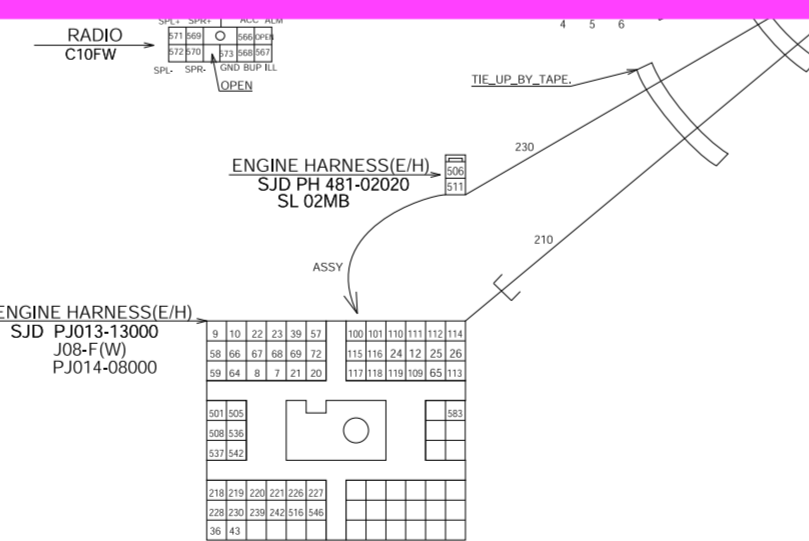 SPL+ SPR+ ACC ALM
4 5 6
RADIO
C10FW
571 569 566 OPEN
572 570 573 568 567
SPL- SPR- GND BUP ILL
OPEN
TIE_UP_BY_TAPE.
230
ENGINE HARNESS(E/H)
SJD PH 481-02020
SL 02MB
506
511
210
ASSY
ENGINE HARNESS(E/H)
SJD PJ013-13000
J08-F(W)
PJ014-08000
9 10 22 23 39 57 100 101 110 111 112 114
58 66 67 68 69 72 115 116 24 12 25 26
59 64 8 7 21 20 117 118 119 109 65 113
501 505 583
508 536
537 542
218 219 220 221 226 227
228 230 239 242 516 546
36 43